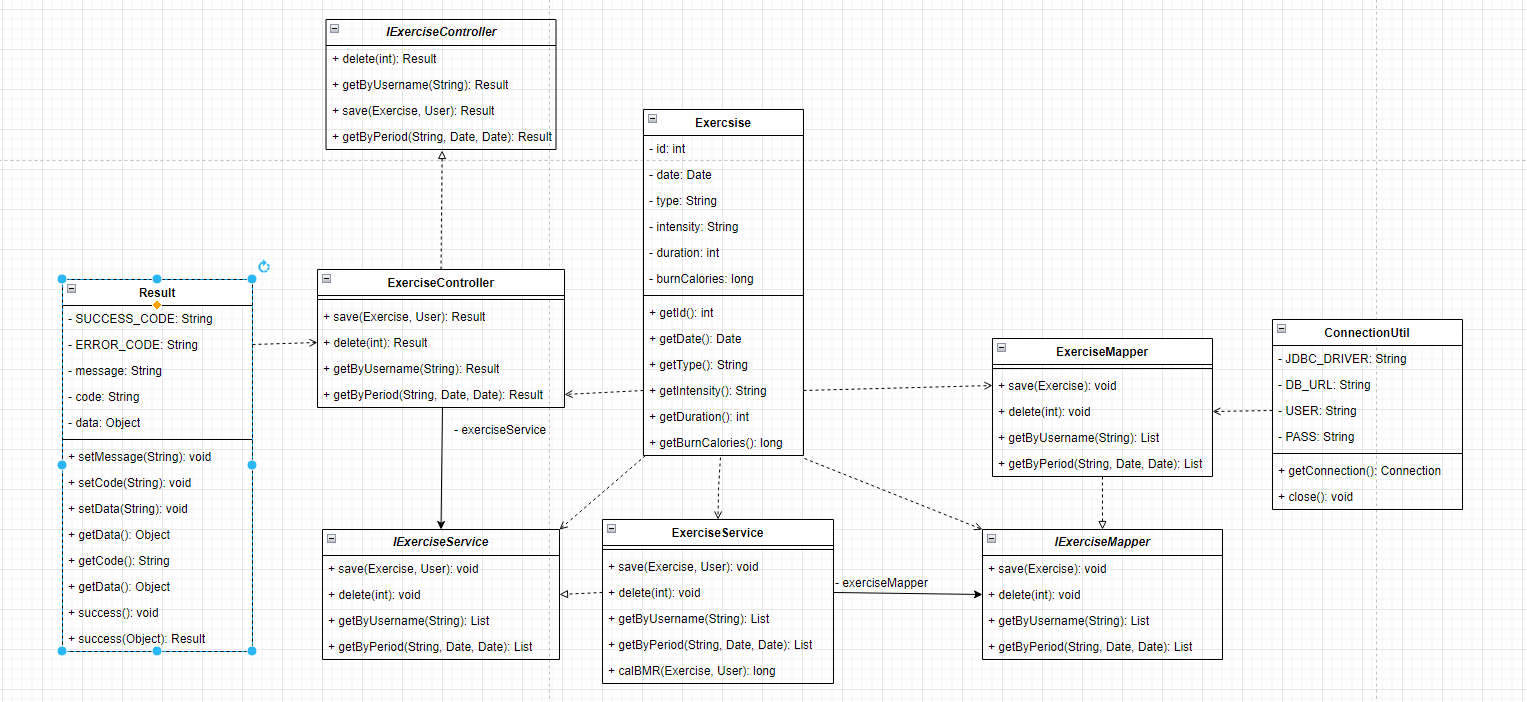 IExerciseController
+ delete(int): Result
+ getByUsername(String): Result
+ save(Exercise, User): Result
+ getByPeriod(String, Date, Date): Result
Exercsise
- id: int
- date: Date
- type: String
- intensity: String
- duration: int
- burnCalories: long
+ getId(): int
+ getDate(): Date
+ getType(): String
+ getIntensity(): String
+ getDuration(): int
+ getBurnCalories(): long
Result
- SUCCESS_CODE: String
- ERROR_CODE: String
- message: String
- code: String
- data: Object
+ setMessage(String): void
+ setCode(String): void
+ setData(String): void
+ getData(): Object
+ getCode(): String
+ getData(): Object
+ success(): void
+ success(Object): Result
ExerciseController
+ save(Exercise, User): Result
+ delete(int): Result
+ getByUsername(String): Result
+ getByPeriod(String, Date, Date): Result
- exerciseService
ExerciseMapper
+ save(Exercise): void
+ delete(int): void
+ getByUsername(String): List
+ getByPeriod(String, Date, Date): List
ConnectionUtil
- JDBC_DRIVER: String
- DB_URL: String
- USER: String
- PASS: String
+ getConnection(): Connection
+ close(): void
IExerciseService
+ save(Exercise, User): void
+ delete(int): void
+ getByUsername(String): List
+ getByPeriod(String, Date, Date): List
ExerciseService
+ save(Exercise, User): void
+ delete(int): void
+ getByUsername(String): List
+ getByPeriod(String, Date, Date): List
+ calBMR(Exercise, User): long
- exerciseMapper
IExerciseMapper
+ save(Exercise): void
+ delete(int): void
+ getByUsername(String): List
+ getByPeriod(String, Date, Date): List